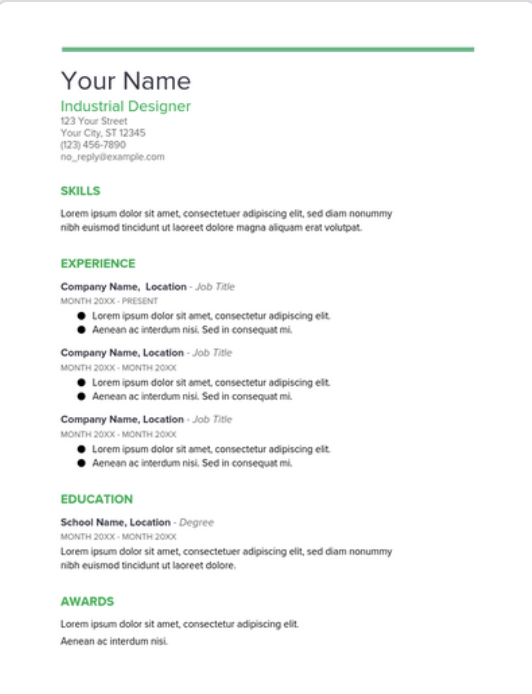 Your Name
Industrial Designer
123 Your Street
Your City, ST 12345
(123) 456-7890
no_reply@example.com
SKILLS
Lorem ipsum dolor sit amet, consectetuer adipiscing elit, sed diam nonummy
nibh euismod tincidunt ut laoreet dolore magna aliquam erat volutpat.
EXPERIENCE
Company Name, Location - Job Title
MONTH 20XX - PRESENT
● Lorem ipsum dolor sit amet, consectetur adipiscing elit.
● Aenean ac interdum nisi. Sed in consequat mi.
Company Name, Location - Job Title
MONTH 20XX - MONTH 20XX
● Lorem ipsum dolor sit amet, consectetur adipiscing elit.
● Aenean ac interdum nisi. Sed in consequat mi.
Company Name, Location - Job Title
MONTH 20XX - MONTH 20XX
● Lorem ipsum dolor sit amet, consectetur adipiscing elit.
● Aenean ac interdum nisi. Sed in consequat mi.
EDUCATION
School Name, Location - Degree
MONTH 20XX - MONTH 20XX
Lorem ipsum dolor sit amet, consectetuer adipiscing elit, sed diam nonummy
nibh euismod tincidunt ut laoreet dolore.
AWARDS
Lorem ipsum dolor sit amet, consectetur adipiscing elit.
Aenean ac interdum nisi.